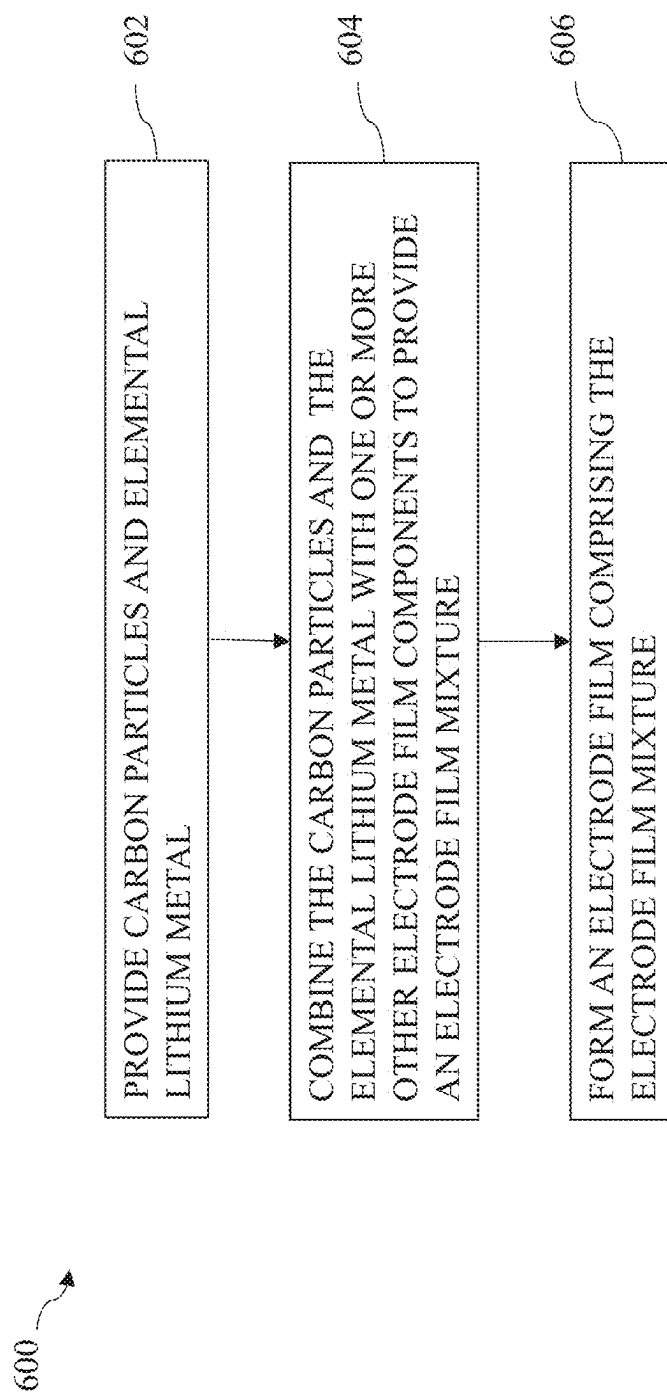 600
PROVIDE CARBON PARTICLES AND ELEMENTAL
LITHIUM METAL
602
COMBINE THE CARBON PARTICLES AND THE
ELEMENTAL LITHIUM METAL WITH ONE OR MORE
OTHER ELECTRODE FILM COMPONENTS TO PROVIDE
AN ELECTRODE FILM MIXTURE
604
FORM AN ELECTRODE FILM COMPRISING THE
ELECTRODE FILM MIXTURE
606